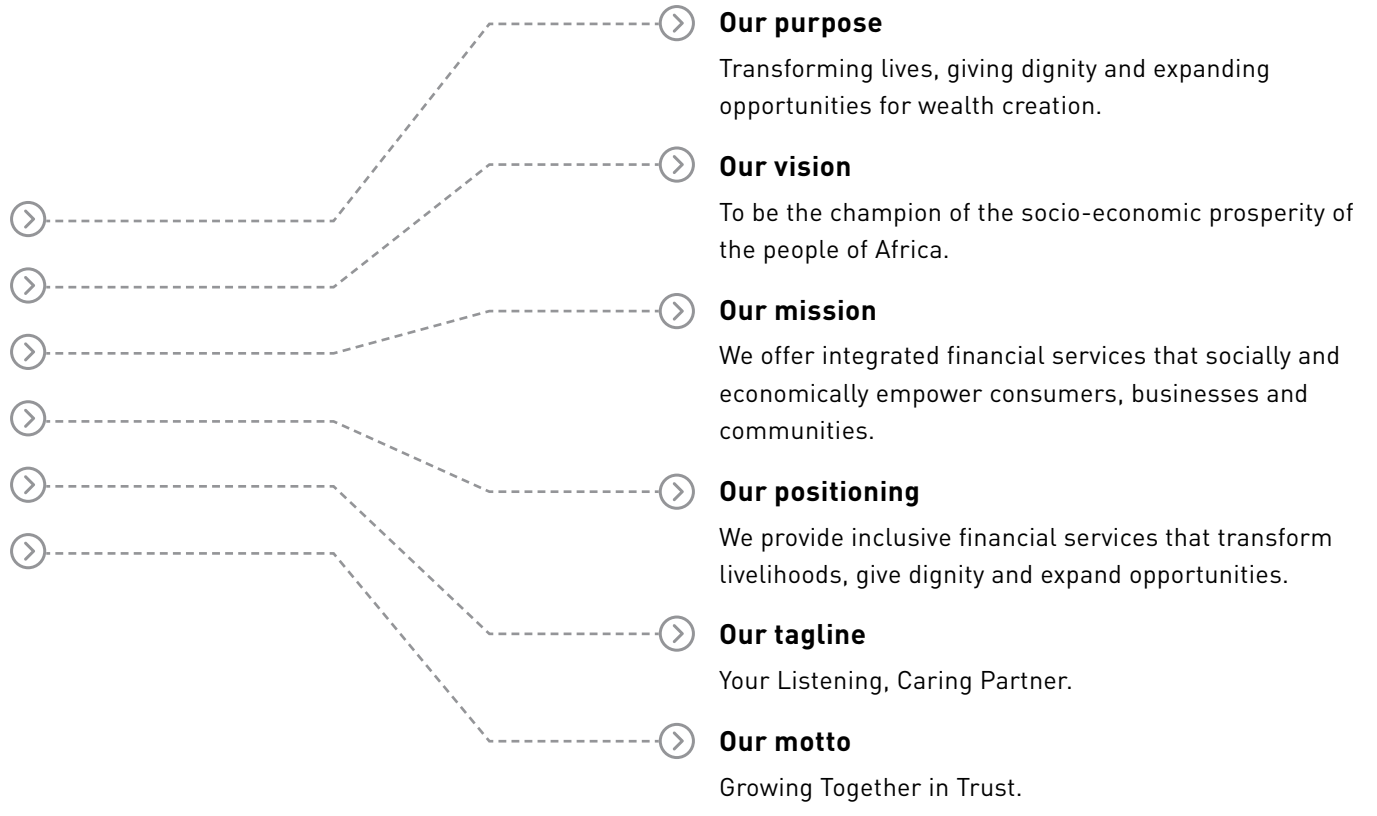 Our purpose
Transforming lives, giving dignity and expanding
opportunities for wealth creation.
Our vision
To be the champion of the socio-economic prosperity of
the people of Africa.
Our mission
We offer integrated financial services that socially and
economically empower consumers, businesses and
communities.
Our positioning
We provide inclusive financial services that transform
livelihoods, give dignity and expand opportunities.
Our tagline
Your Listening, Caring Partner.
Our motto
Growing Together in Trust.